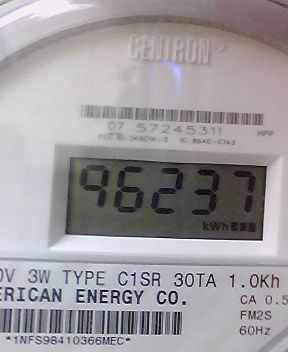 CENTRON®
07 57245311 HPP
96237
kWh
0V 3W TYPE C1SR 30TA 1.0Kh
ERICAN ENERGY CO. CA 0.5
FM2S
60Hz
*1NFS98410366MEC*